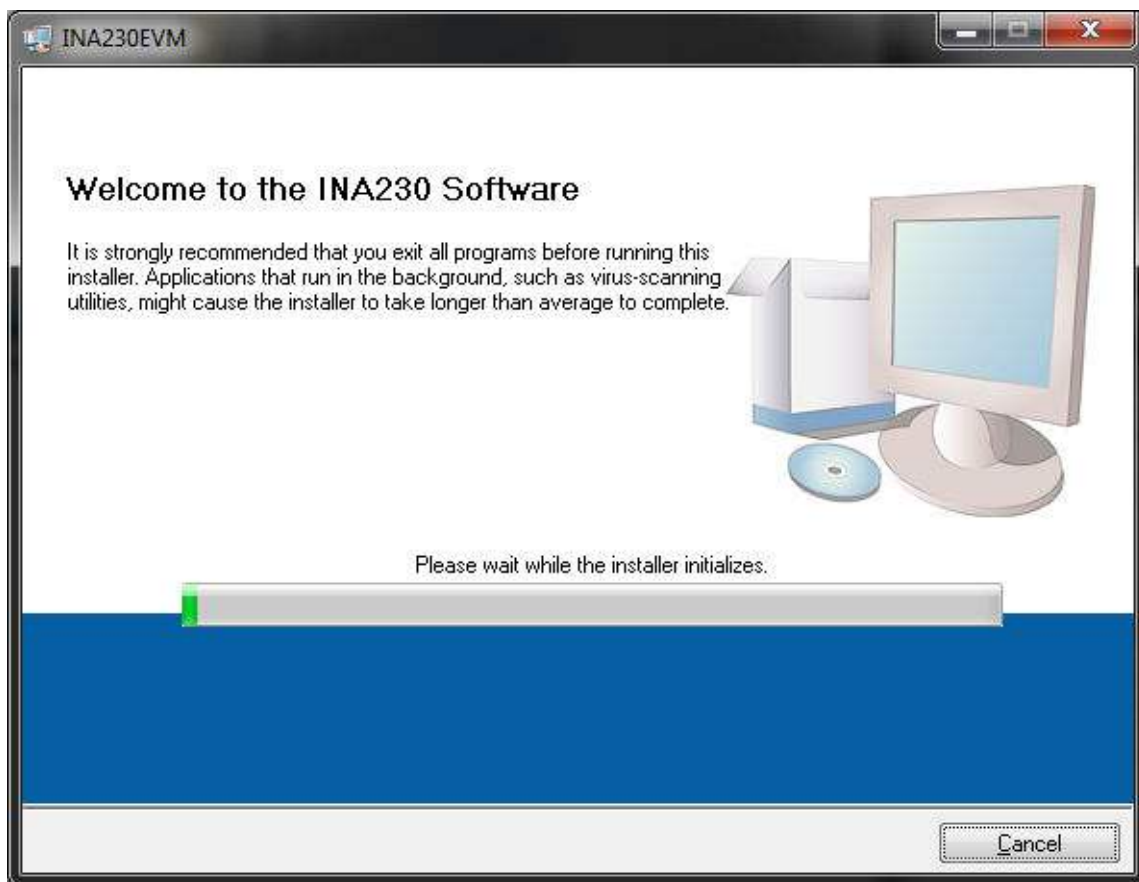 INA230EVM
Welcome to the INA230 Software
It is strongly recommended that you exit all programs before running this
installer. Applications that run in the background, such as virus-scanning
utilities, might cause the installer to take longer than average to complete.
Please wait while the installer initializes.
Cancel